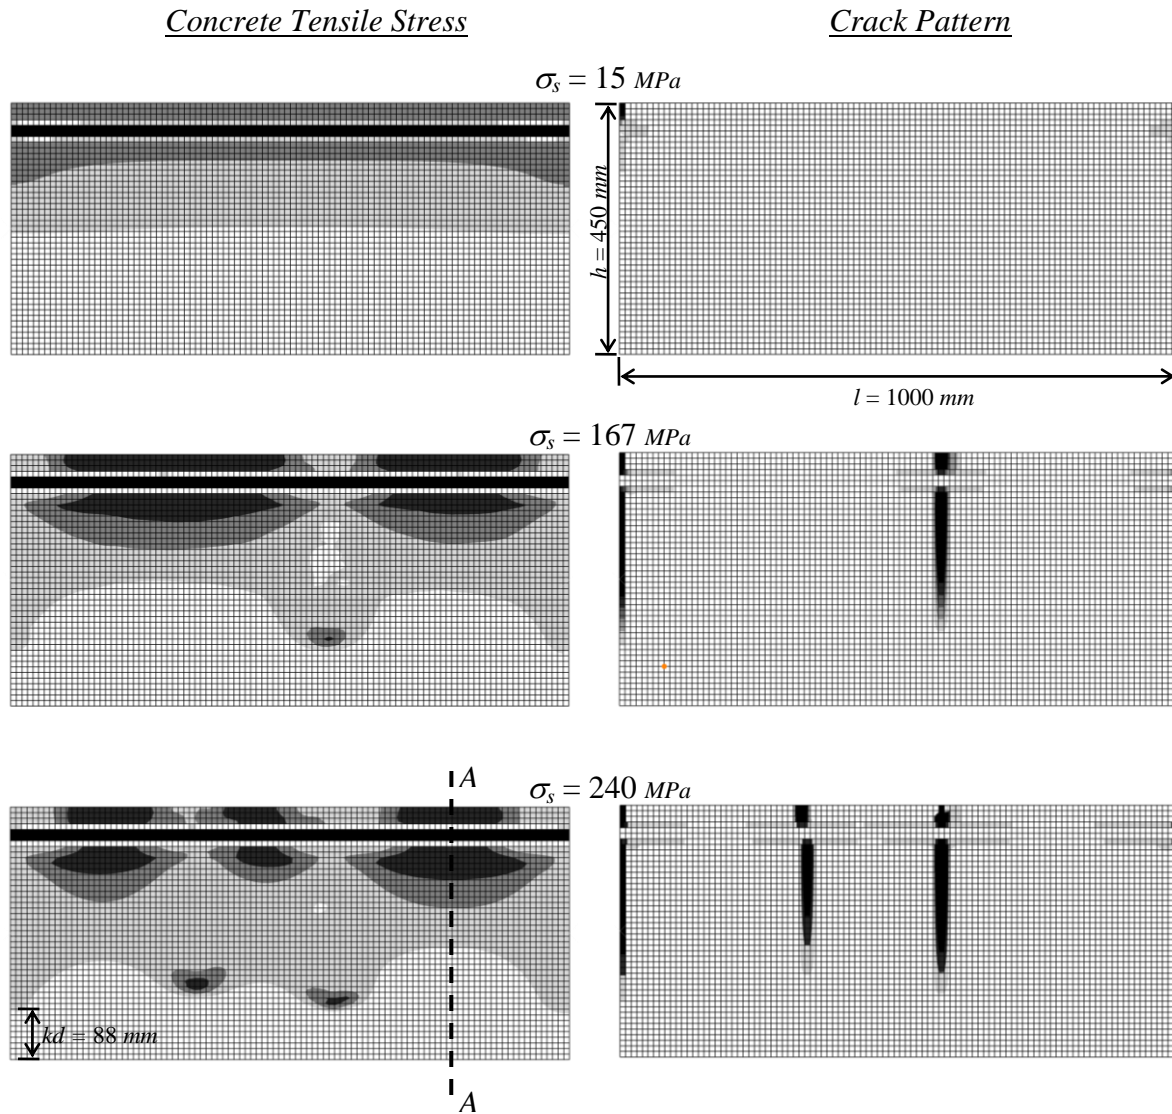 Concrete Tensile Stress
Crack Pattern
σs = 15 MPa
h = 450 mm
l = 1000 mm
σs = 167 MPa
A
σs = 240 MPa
kd = 88 mm
A